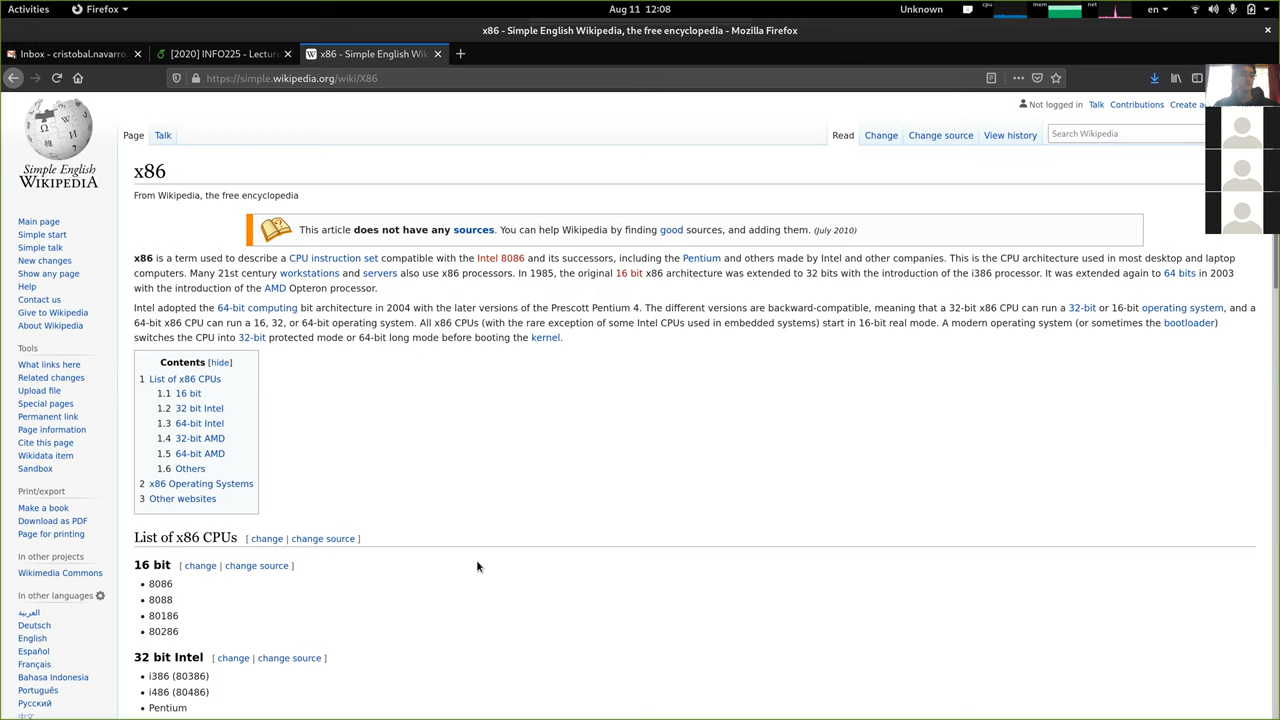 Activities
Firefox
Aug 11 12:08
Unknown
cpu
mem
net
en
x86 - Simple English Wikipedia, the free encyclopedia - Mozilla Firefox
Inbox - cristobal.navarro
[2020] INFO225 - Lecture
x86 - Simple English Wik
https://simple.wikipedia.org/wiki/X86
Not logged in Talk Contributions Create
Page Talk
Read Change Change source View history
Search Wikipedia
Simple English
WIKIPEDIA
x86
From Wikipedia, the free encyclopedia
This article does not have any sources. You can help Wikipedia by finding good sources, and adding them. (July 2010)
x86 is a term used to describe a CPU instruction set compatible with the Intel 8086 and its successors, including the Pentium and others made by Intel and other companies. This is the CPU architecture used in most desktop and laptop
computers. Many 21st century workstations and servers also use x86 processors. In 1985, the original 16 bit x86 architecture was extended to 32 bits with the introduction of the i386 processor. It was extended again to 64 bits in 2003
with the introduction of the AMD Opteron processor.
Intel adopted the 64-bit computing bit architecture in 2004 with the later versions of the Prescott Pentium 4. The different versions are backward-compatible, meaning that a 32-bit x86 CPU can run a 32-bit or 16-bit operating system, and a
64-bit x86 CPU can run a 16, 32, or 64-bit operating system. All x86 CPUs (with the rare exception of some Intel CPUs used in embedded systems) start in 16-bit real mode. A modern operating system (or sometimes the bootloader)
switches the CPU into 32-bit protected mode or 64-bit long mode before booting the kernel.
Contents [hide]
1 List of x86 CPUs
1.1 16 bit
1.2 32 bit Intel
1.3 64-bit Intel
1.4 32-bit AMD
1.5 64-bit AMD
1.6 Others
2 x86 Operating Systems
3 Other websites
List of x86 CPUs [ change | change source ]
16 bit [ change | change source ]
• 8086
• 8088
• 80186
• 80286
32 bit Intel [ change | change source ]
• i386 (80386)
• i486 (80486)
• Pentium
Main page
Simple start
Simple talk
New changes
Show any page
Help
Contact us
Give to Wikipedia
About Wikipedia
Tools
What links here
Related changes
Upload file
Special pages
Permanent link
Page information
Cite this page
Wikidata item
Sandbox
Print/export
Make a book
Download as PDF
Page for printing
In other projects
Wikimedia Commons
In other languages
العربية
Deutsch
English
Español
Français
Bahasa Indonesia
Português
Русский
中文